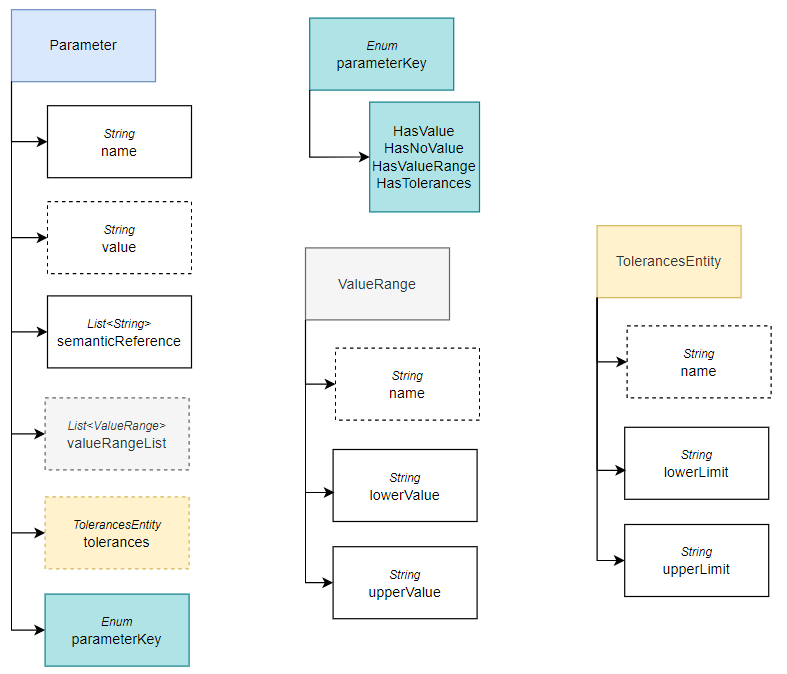 Parameter
String
name
String
value
List<String>
semanticReference
List<ValueRange>
valueRangeList
TolerancesEntity
tolerances
Enum
parameterKey
Enum
parameterKey
HasValue
HasNoValue
HasValueRange
HasTolerances
ValueRange
String
name
String
lowerValue
String
upperValue
TolerancesEntity
String
name
String
lowerLimit
String
upperLimit